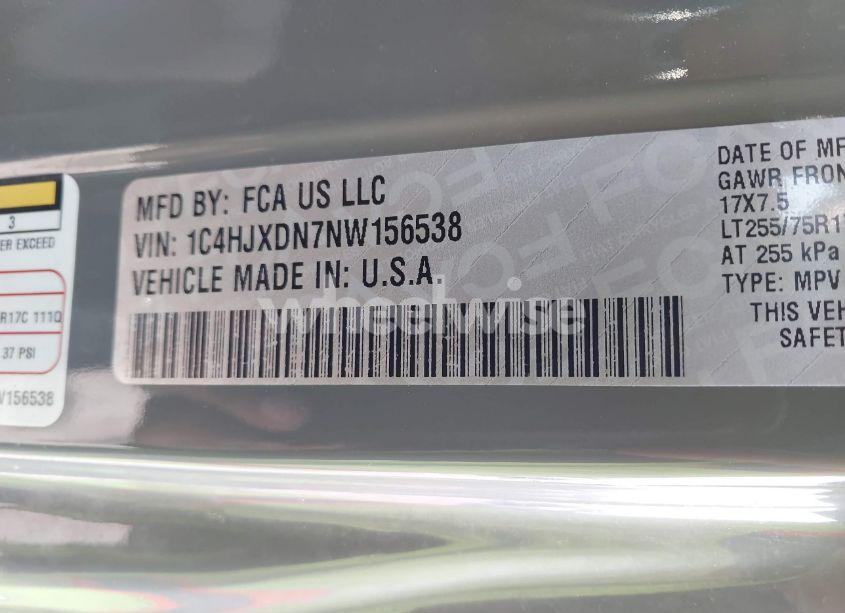 3
ER EXCEED
R17C 111Q
37 PSI
W156538
MFD BY: FCA US LLC
VIN: 1C4HJXDN7NW156538
VEHICLE MADE IN: U.S.A.
wheelwise
DATE OF MF
GAWR FRON
17X7.5
LT255/75R1
AT 255 kPa
TYPE: MPV
THIS VEH
SAFET